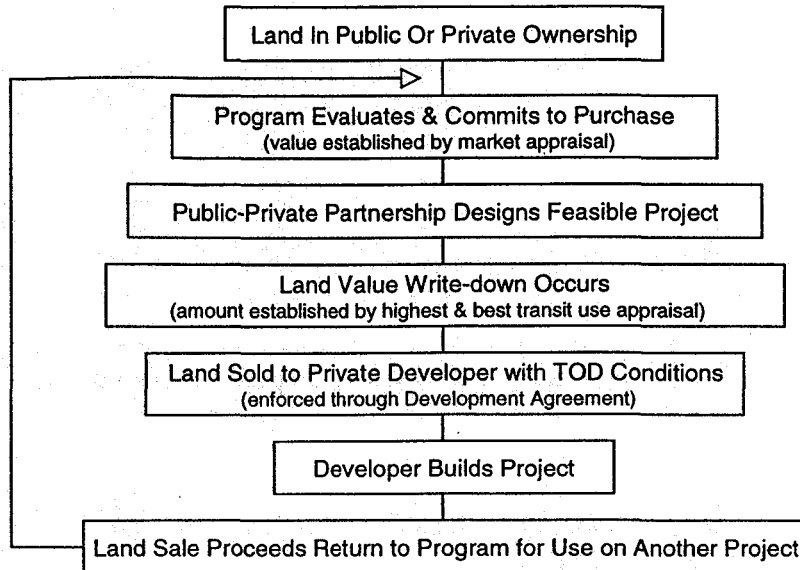 Land In Public Or Private Ownership
Program Evaluates & Commits to Purchase
(value established by market appraisal)
Public-Private Partnership Designs Feasible Project
Land Value Write-down Occurs
(amount established by highest & best transit use appraisal)
Land Sold to Private Developer with TOD Conditions
(enforced through Development Agreement)
Developer Builds Project
Land Sale Proceeds Return to Program for Use on Another Project